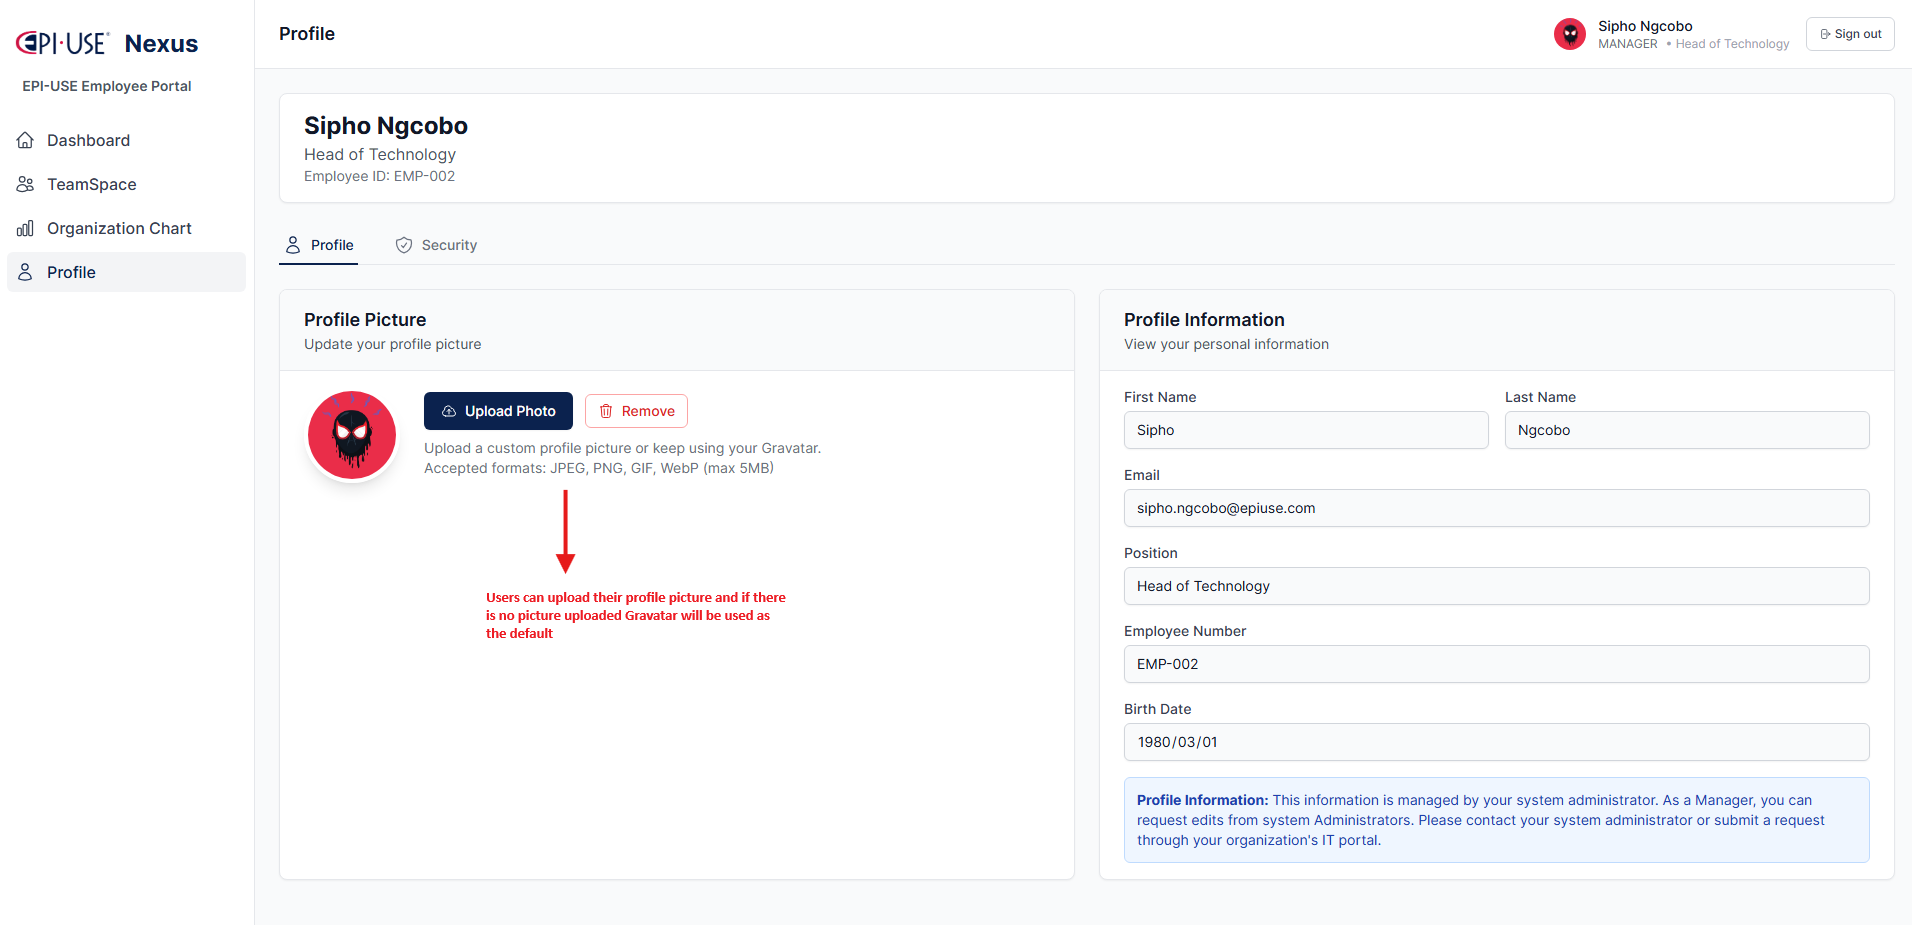 EPI-USE® Nexus
EPI-USE Employee Portal
Dashboard
TeamSpace
Organization Chart
Profile
Profile
Sipho Ngcobo
MANAGER • Head of Technology
Sign out
Sipho Ngcobo
Head of Technology
Employee ID: EMP-002
Profile
Security
Profile Picture
Update your profile picture
Upload Photo
Remove
Upload a custom profile picture or keep using your Gravatar.
Accepted formats: JPEG, PNG, GIF, WebP (max 5MB)
Users can upload their profile picture and if there
is no picture uploaded Gravatar will be used as
the default
Profile Information
View your personal information
First Name
Sipho
Last Name
Ngcobo
Email
sipho.ngcobo@epiuse.com
Position
Head of Technology
Employee Number
EMP-002
Birth Date
1980/03/01
Profile Information: This information is managed by your system administrator. As a Manager, you can
request edits from system Administrators. Please contact your system administrator or submit a request
through your organization's IT portal.